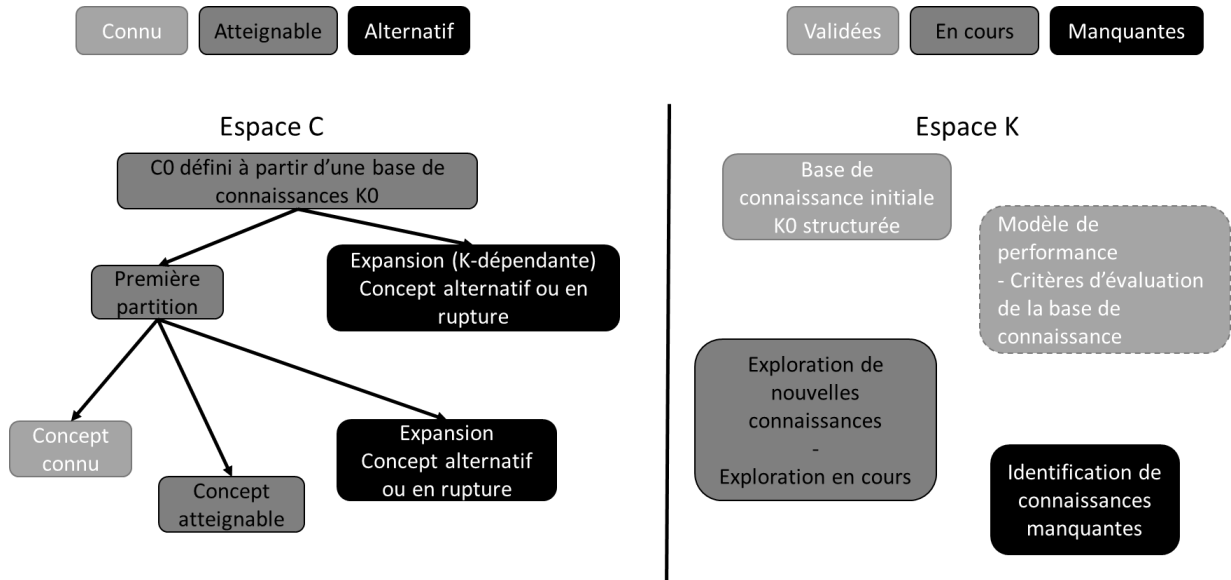 Connu
Atteignable
Alternatif
Validées
En cours
Manquantes
Espace C
C0 défini à partir d'une base de
connaissances K0
Première
partition
Expansion (K-dépendante)
Concept alternatif ou en
rupture
Concept
connu
Concept
atteignable
Expansion
Concept alternatif
ou en rupture
Espace K
Base de
connaissance initiale
K0 structurée
Modèle de
performance
- Critères d'évaluation
de la base de
connaissance
Exploration de
nouvelles
connaissances
-
Exploration en cours
Identification de
connaissances
manquantes